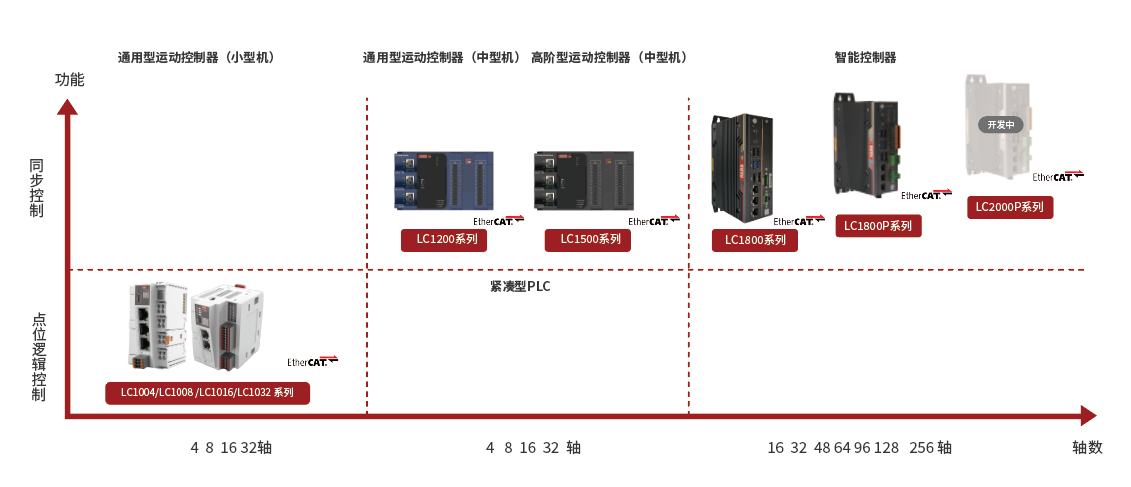 通用型运动控制器（小型机）
通用型运动控制器（中型机） 高阶型运动控制器（中型机）
智能控制器
功能
开发中
同步控制
EtherCAT
EtherCAT
EtherCAT
EtherCAT
EtherCAT
LC1200系列
LC1500系列
LC1800系列
LC1800P系列
LC2000P系列
紧凑型PLC
点位逻辑控制
EtherCAT
LC1004/LC1008 /LC1016/LC1032 系列
4 8 16 32轴
4 8 16 32 轴
16 32 48 64 96 128 256 轴
轴数